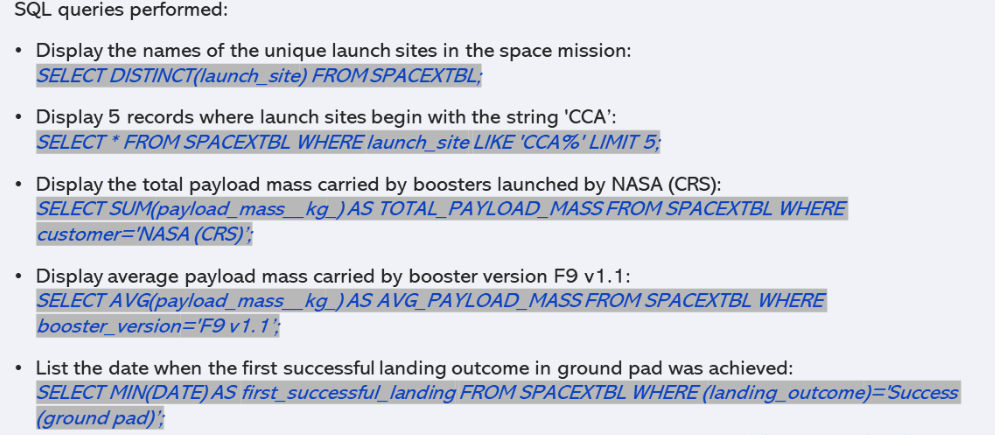 SQL queries performed:
• Display the names of the unique launch sites in the space mission:
SELECT DISTINCT(launch_site) FROM SPACEXTBL;
• Display 5 records where launch sites begin with the string 'CCA':
SELECT * FROM SPACEXTBL WHERE launch_site LIKE 'CCA%' LIMIT 5;
• Display the total payload mass carried by boosters launched by NASA (CRS):
SELECT SUM(payload_mass__kg_) AS TOTAL_PAYLOAD_MASS FROM SPACEXTBL WHERE
customer='NASA (CRS)';
• Display average payload mass carried by booster version F9 v1.1:
SELECT AVG(payload_mass__kg_) AS AVG_PAYLOAD_MASS FROM SPACEXTBL WHERE
booster_version='F9 v1.1';
• List the date when the first successful landing outcome in ground pad was achieved:
SELECT MIN(DATE) AS first_successful_landing FROM SPACEXTBL WHERE (landing_outcome)='Success
(ground pad)';